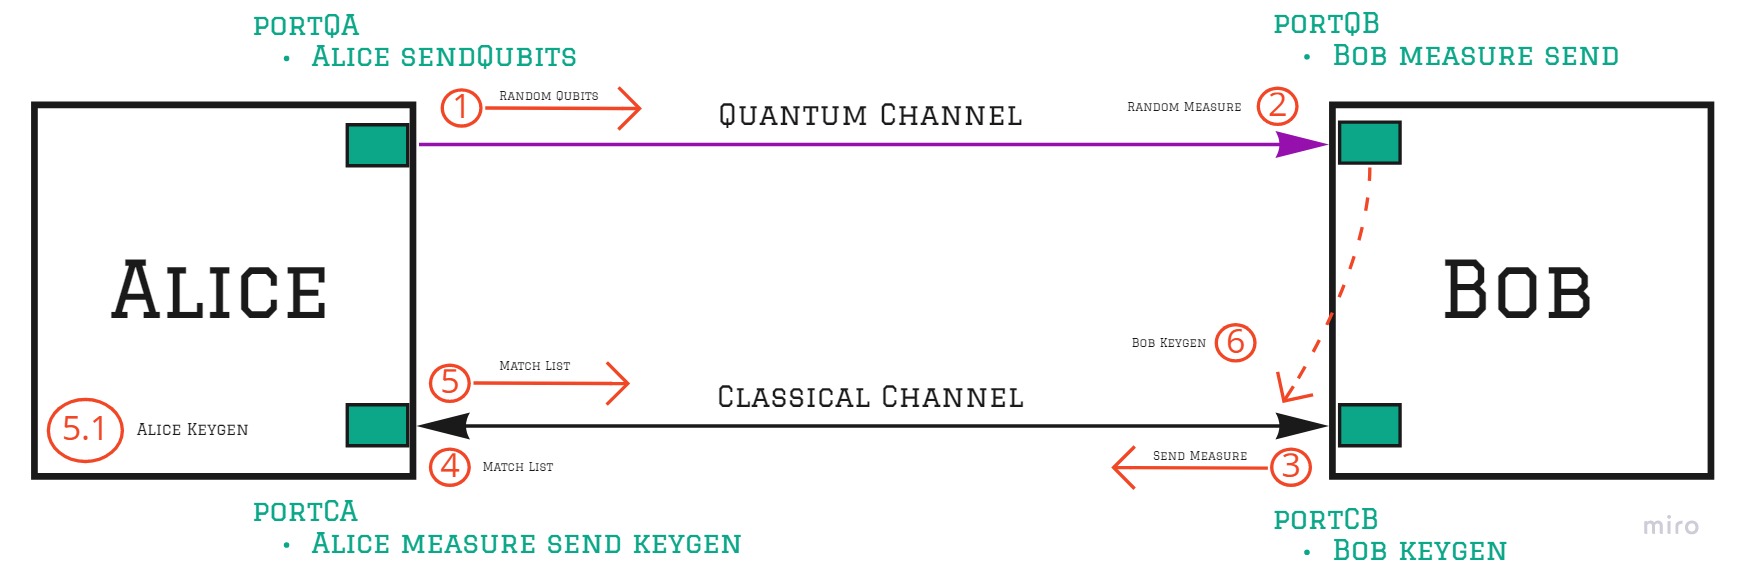 PORTQA
• ALICE SENDQUBITS
PORTQB
• BOB MEASURE SEND
1 RANDOM QUBITS
QUANTUM CHANNEL
RANDOM MEASURE 2
ALICE
BOB
BOB KEYGEN 6
5 MATCH LIST
CLASSICAL CHANNEL
5.1 ALICE KEYGEN
4 MATCH LIST
SEND MEASURE 3
PORTCA
• ALICE MEASURE SEND KEYGEN
PORTCB
• BOB KEYGEN
miro